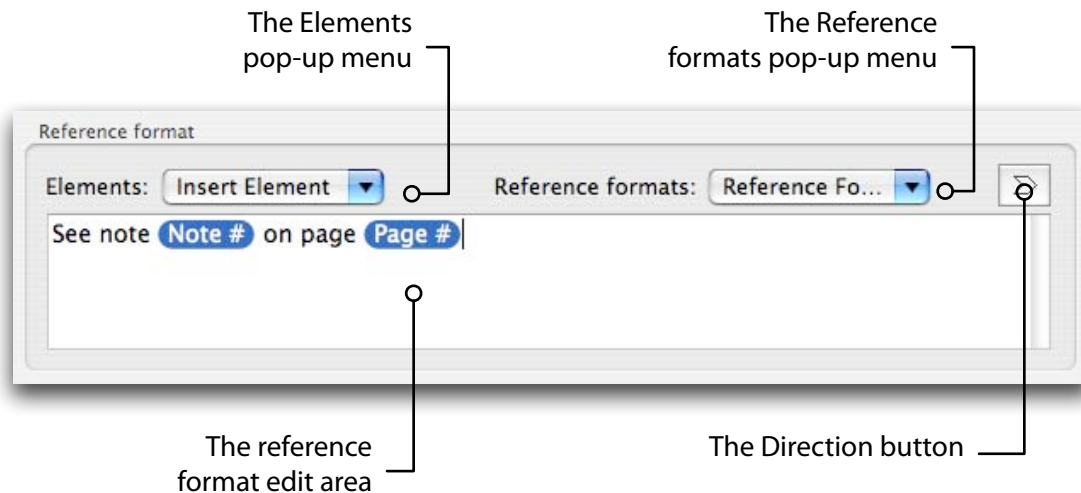 The Elements
pop-up menu
The Reference
formats pop-up menu
Reference format
Elements: Insert Element Reference formats: Reference Fo...
See note Note # on page Page #
The reference
format edit area
The Direction button